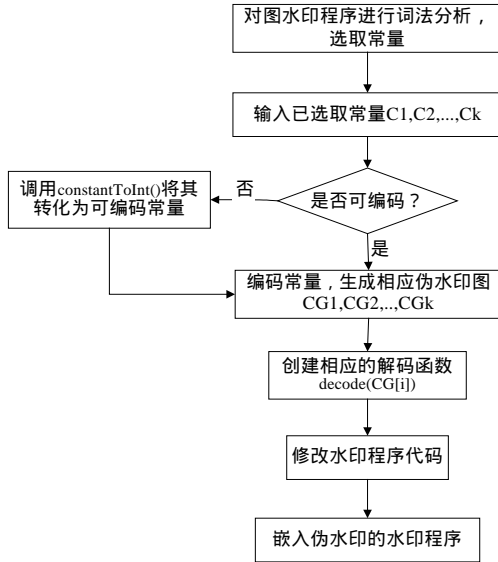 对图水印程序进行词法分析，
选取常量
输入已选取常量C1,C2,...,Ck
是否可编码？
否
调用constantToInt()将其
转化为可编码常量
是
编码常量，生成相应伪水印图
CG1,CG2,..,CGk
创建相应的解码函数
decode(CG[i])
修改水印程序代码
嵌入伪水印的水印程序